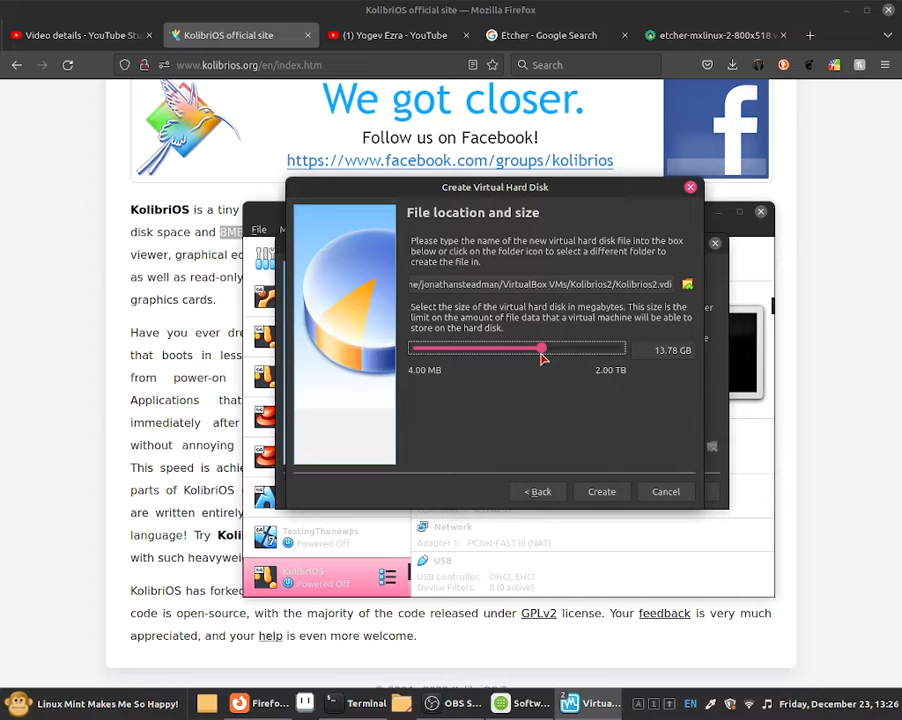 KolibriOS official site — Mozilla Firefox
Video details - YouTube Stu
KolibriOS official site
(1) Yogev Ezra - YouTube
Etcher - Google Search
etcher-mxlinux-2-800x518.w
www.kolibrios.org/en/index.htm
Search
We got closer.
Follow us on Facebook!
https://www.facebook.com/groups/kolibrios
KolibriOS is a tiny
disk space and 8MB
viewer, graphical ed
as well as read-only
graphics cards.
Have you ever dre
that boots in less
from power-on
Applications tha
immediately after
without annoying
This speed is achie
parts of KolibriOS
are written entirely
language! Try Koli
with such heavywei
KolibriOS has forked
code is open-source, with the majority of the code released under GPLv2 license. Your feedback is very much
appreciated, and your help is even more welcome.
File
Create Virtual Hard Disk
File location and size
Please type the name of the new virtual hard disk file into the box
below or click on the folder icon to select a different folder to
create the file in.
ne/jonathansteadman/VirtualBox VMs/Kolibrios2/Kolibrios2.vdi
Select the size of the virtual hard disk in megabytes. This size is the
limit on the amount of file data that a virtual machine will be able to
store on the hard disk.
13.78 GB
4.00 MB
2.00 TB
< Back
Create
Cancel
TestingThenewps
Powered Off
KolibriOS
Powered Off
Network
Adapter 1: PCnet-FAST III (NAT)
USB
USB Controller: OHCI, EHCI
Device Filters: 0 (0 active)
Linux Mint Makes Me So Happy!
Firefo...
Terminal
OBS S...
Softw...
Virtua...
EN
Friday, December 23, 13:26